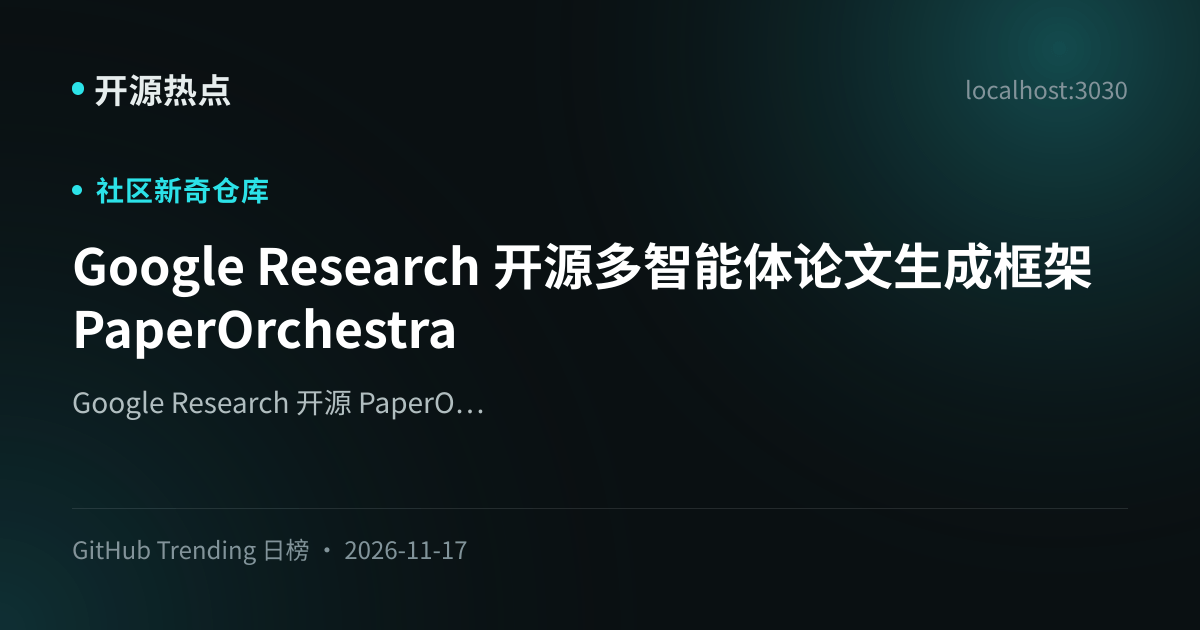 开源热点
localhost:3030
社区新奇仓库
Google Research 开源多智能体论文生成框架
PaperOrchestra
Google Research 开源 PaperO…
GitHub Trending 日榜 · 2026-11-17